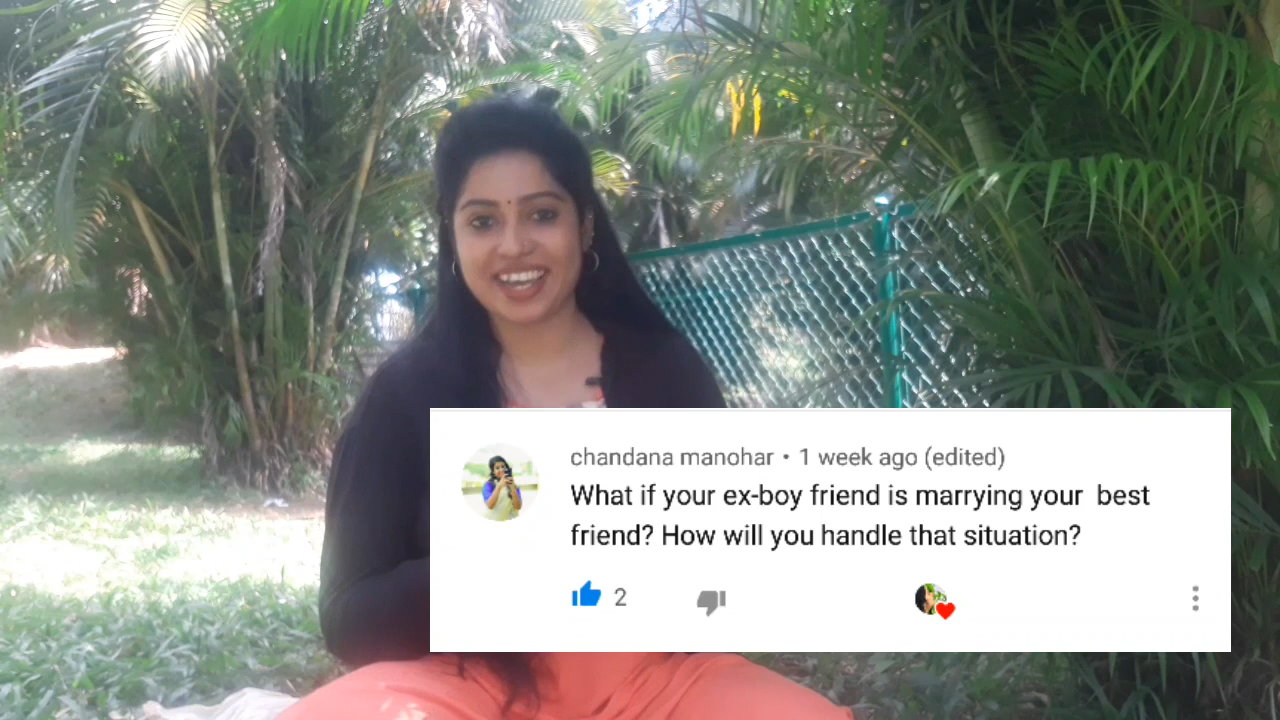 chandana manohar • 1 week ago (edited)
What if your ex-boy friend is marrying your  best
friend? How will you handle that situation?
2